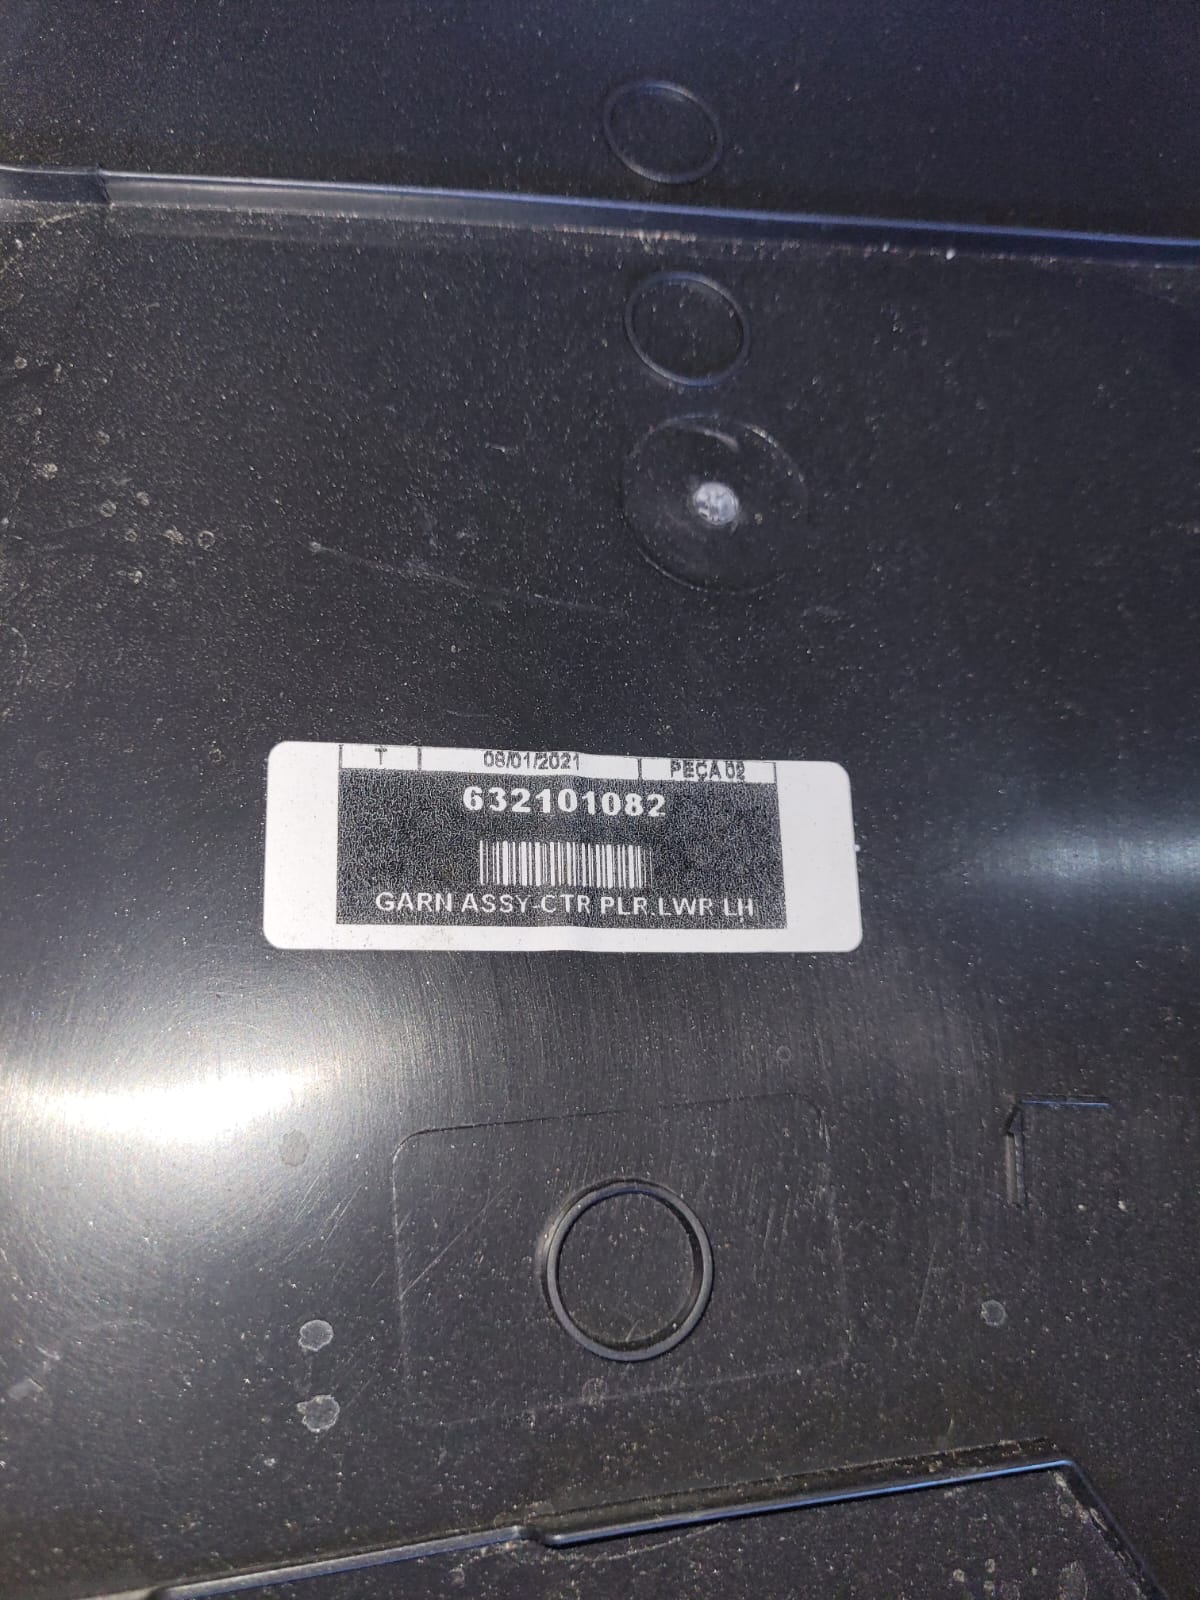 T 08/01/2021 PEÇA 02
632101082
GARN ASSY-CTR PLR.LWR LH